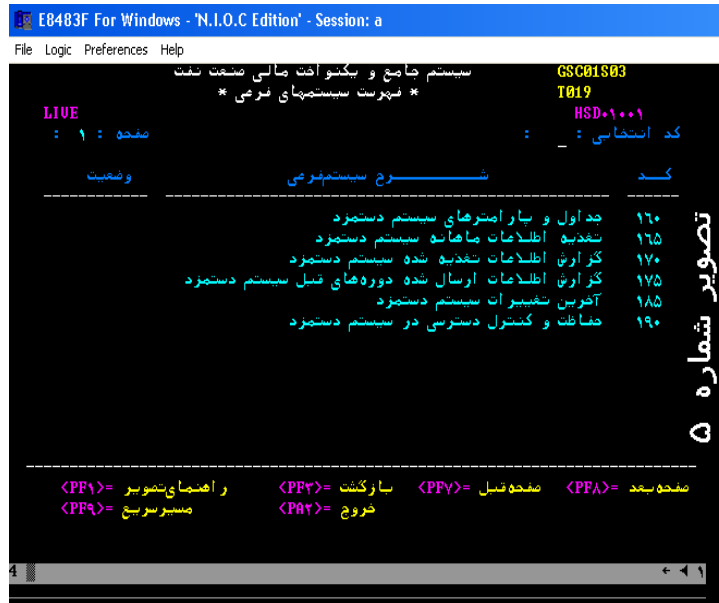 E8483F For Windows - 'N.I.O.C Edition' - Session: a
File Logic Preferences Help
سیستم جامع و یکنواخت مالی صنعت نفت GSC01S03
* فهرست سیستمهای فرعی * T019
LIVE HSD۰۱۰۰۱
کد انتخابی : _ : صفحه : ۱ :
کــد شــــــــرح سیستم‌فرعی وضعیت
۱۶۰ جداول و پارامترهای سیستم دستمزد
۱۶۵ تغذیه اطلاعات ماهانه سیستم دستمزد
۱۷۰ گزارش اطلاعات تغذیه شده سیستم دستمزد
۱۷۵ گزارش اطلاعات ارسال شده دوره‌های قبل سیستم دستمزد
۱۸۵ آخرین تغییرات سیستم دستمزد
۱۹۰ حفاظت و کنترل دسترسی در سیستم دستمزد
تصویر شماره ۵
صفحه‌بعد =<PF۸> صفحه‌قبل =<PF۷> بازگشت =<PF۳> راهنمای‌تصویر =<PF۱>
خروج =<PA۲> مسیرسریع =<PF۹>
4 ۱